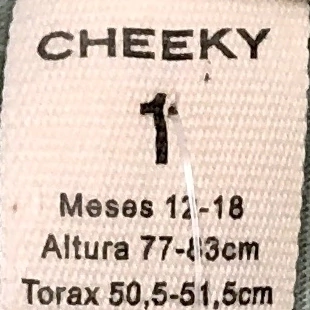 CHEEKY
1
Meses 12-18
Altura 77-83cm
Torax 50,5-51,5cm